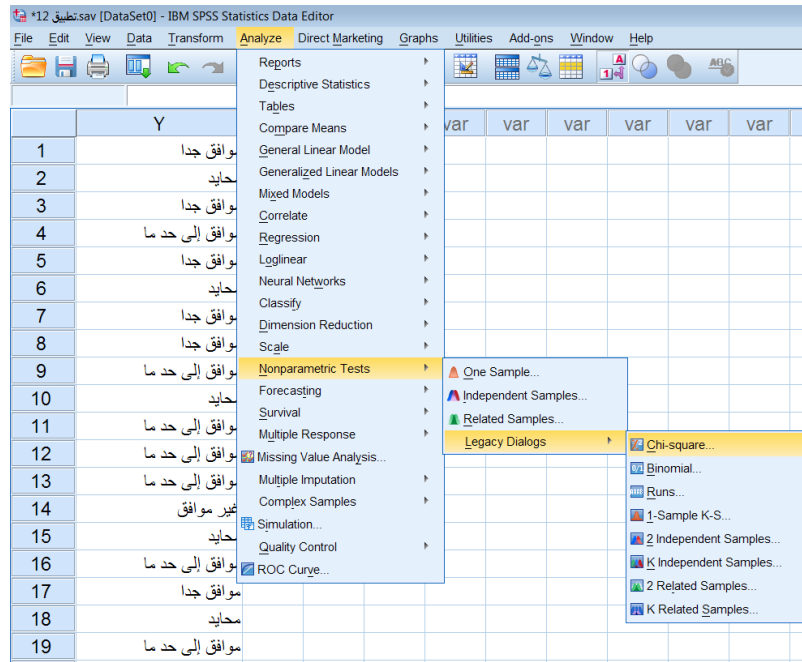 *تطبيق 12.sav [DataSet0] - IBM SPSS Statistics Data Editor
File Edit View Data Transform Analyze Direct Marketing Graphs Utilities Add-ons Window Help
Reports
Descriptive Statistics
Tables
Compare Means
General Linear Model
Generalized Linear Models
Mixed Models
Correlate
Regression
Loglinear
Neural Networks
Classify
Dimension Reduction
Scale
Nonparametric Tests
Forecasting
Survival
Multiple Response
Missing Value Analysis...
Multiple Imputation
Complex Samples
Simulation...
Quality Control
ROC Curve...
One Sample...
Independent Samples...
Related Samples...
Legacy Dialogs
Chi-square...
Binomial...
Runs...
1-Sample K-S...
2 Independent Samples...
K Independent Samples...
2 Related Samples...
K Related Samples...
Y var var var var var var
1 موافق جدا
2 محايد
3 موافق جدا
4 موافق إلى حد ما
5 موافق جدا
6 محايد
7 موافق جدا
8 موافق جدا
9 موافق إلى حد ما
10 محايد
11 موافق إلى حد ما
12 موافق إلى حد ما
13 موافق إلى حد ما
14 غير موافق
15 محايد
16 موافق إلى حد ما
17 موافق جدا
18 محايد
19 موافق إلى حد ما